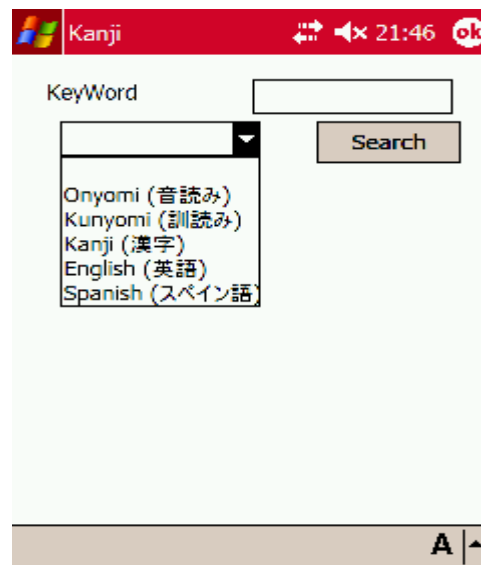 Kanji 21:46 ok
KeyWord
Search
Onyomi (音読み)
Kunyomi (訓読み)
Kanji (漢字)
English (英語)
Spanish (スペイン語)
A